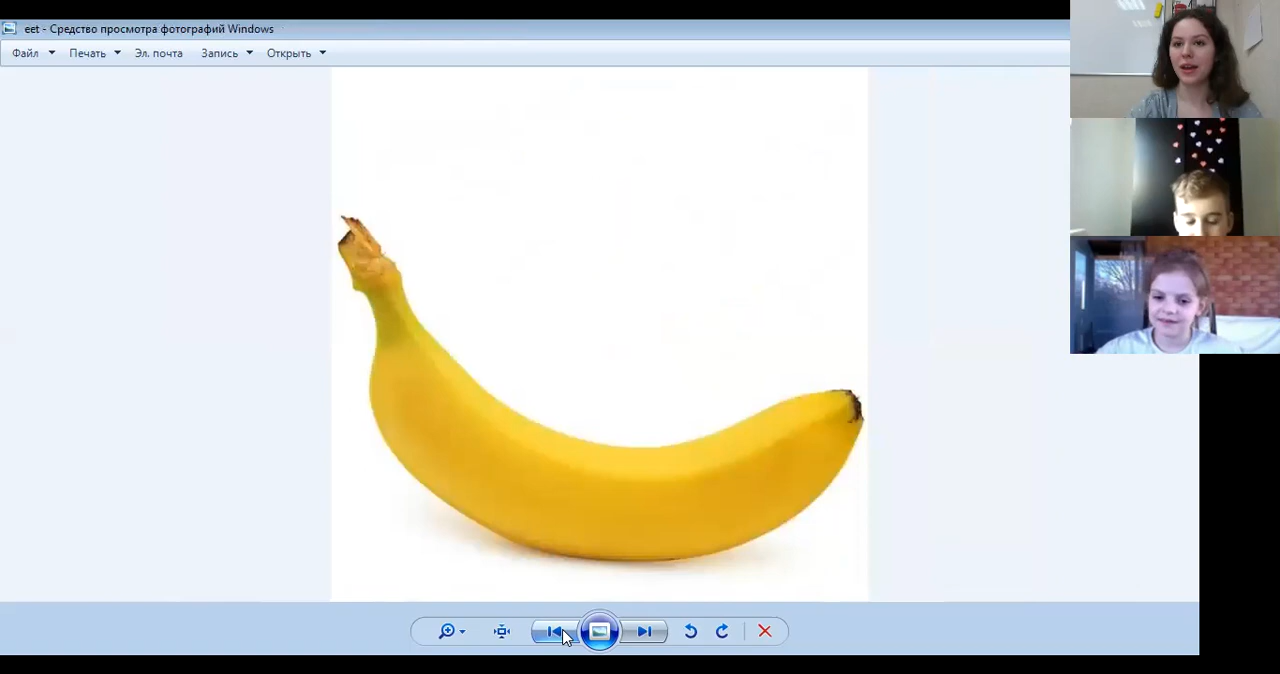 eet - Средство просмотра фотографий Windows
Файл Печать Эл. почта Запись Открыть